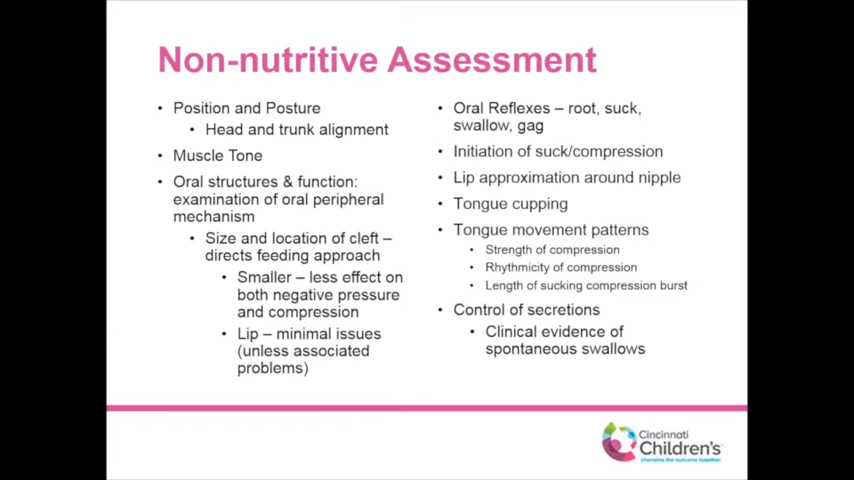 Non-nutritive Assessment
• Position and Posture
• Head and trunk alignment
• Muscle Tone
• Oral structures & function:
examination of oral peripheral
mechanism
• Size and location of cleft –
directs feeding approach
• Smaller – less effect on
both negative pressure
and compression
• Lip – minimal issues
(unless associated
problems)
• Oral Reflexes – root, suck,
swallow, gag
• Initiation of suck/compression
• Lip approximation around nipple
• Tongue cupping
• Tongue movement patterns
• Strength of compression
• Rhythmicity of compression
• Length of sucking compression burst
• Control of secretions
• Clinical evidence of
spontaneous swallows
Cincinnati
Children's
changing the outcome together